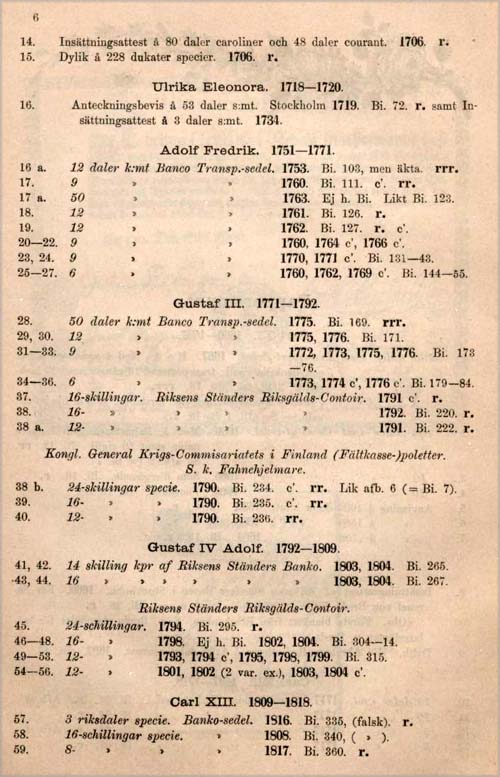 6
14. Insättningsattest å 80 daler caroliner och 48 daler courant. 1706. r.
15. Dylik å 228 dukater specier. 1706. r.
Ulrika Eleonora. 1718—1720.
16. Anteckningsbevis å 53 daler s:mt. Stockholm 1719. Bi. 72. r. samt In-
sättningsattest å 3 daler s:mt. 1734.
Adolf Fredrik. 1751—1771.
16 a. 12 daler k:mt Banco Transp.-sedel. 1753. Bi. 103, men äkta. rrr.
17. 9 » » 1760. Bi. 111. c'. rr.
17 a. 50 » » 1763. Ej h. Bi. Likt Bi. 123.
18. 12 » » 1761. Bi. 126. r.
19. 12 » » 1762. Bi. 127. r. c'.
20—22. 9 » » 1760, 1764 c', 1766 c'.
23, 24. 9 » » 1770, 1771 c'. Bi. 131—43.
25—27. 6 » » 1760, 1762, 1769 c'. Bi. 144—55.
Gustaf III. 1771—1792.
28. 50 daler k:mt Banco Transp.-sedel. 1775. Bi. 169. rrr.
29, 30. 12 » » 1775, 1776. Bi. 171.
31—33. 9 » » 1772, 1773, 1775, 1776. Bi. 173
—76.
34—36. 6 » » 1773, 1774 c', 1776 c'. Bi. 179—84.
37. 16-skillingar. Riksens Ständers Riksgälds-Contoir. 1791 c'. r.
38. 16- » » » » 1792. Bi. 220. r.
38 a. 12- » » » » 1791. Bi. 222. r.
Kongl. General Krigs-Commisariatets i Finland (Fältkasse-)poletter.
S. k. Fahnehjelmare.
38 b. 24-skillingar specie. 1790. Bi. 234. c'. rr. Lik afb. 6 (= Bi. 7).
39. 16- » » 1790. Bi. 235. c'. rr.
40. 12- » » 1790. Bi. 236. rr.
Gustaf IV Adolf. 1792—1809.
41, 42. 14 skilling kpr af Riksens Ständers Banko. 1803, 1804. Bi. 265.
43, 44. 16 » » » » » 1803, 1804. Bi. 267.
Riksens Ständers Riksgälds-Contoir.
45. 24-schillingar. 1794. Bi. 295. r.
46—48. 16- » 1798. Ej h. Bi. 1802, 1804. Bi. 304—14.
49—53. 12- » 1793, 1794 c', 1795, 1798, 1799. Bi. 315.
54—56. 12- » 1801, 1802 (2 var. ex.), 1803, 1804 c'.
Carl XIII. 1809—1818.
57. 3 riksdaler specie. Banko-sedel. 1816. Bi. 335, (falsk). r.
58. 16-schillingar specie. » 1808. Bi. 340, ( » ).
59. 8- » » 1817. Bi. 360. r.